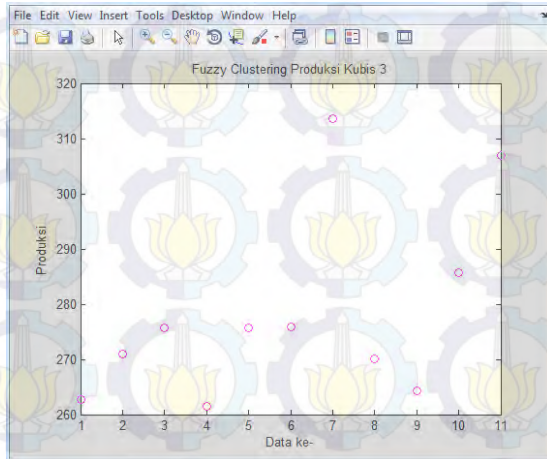 File Edit View Insert Tools Desktop Window Help
Fuzzy Clustering Produksi Kubis 3
320
310
300
290
280
270
260
Produksi
1 2 3 4 5 6 7 8 9 10 11
Data ke-